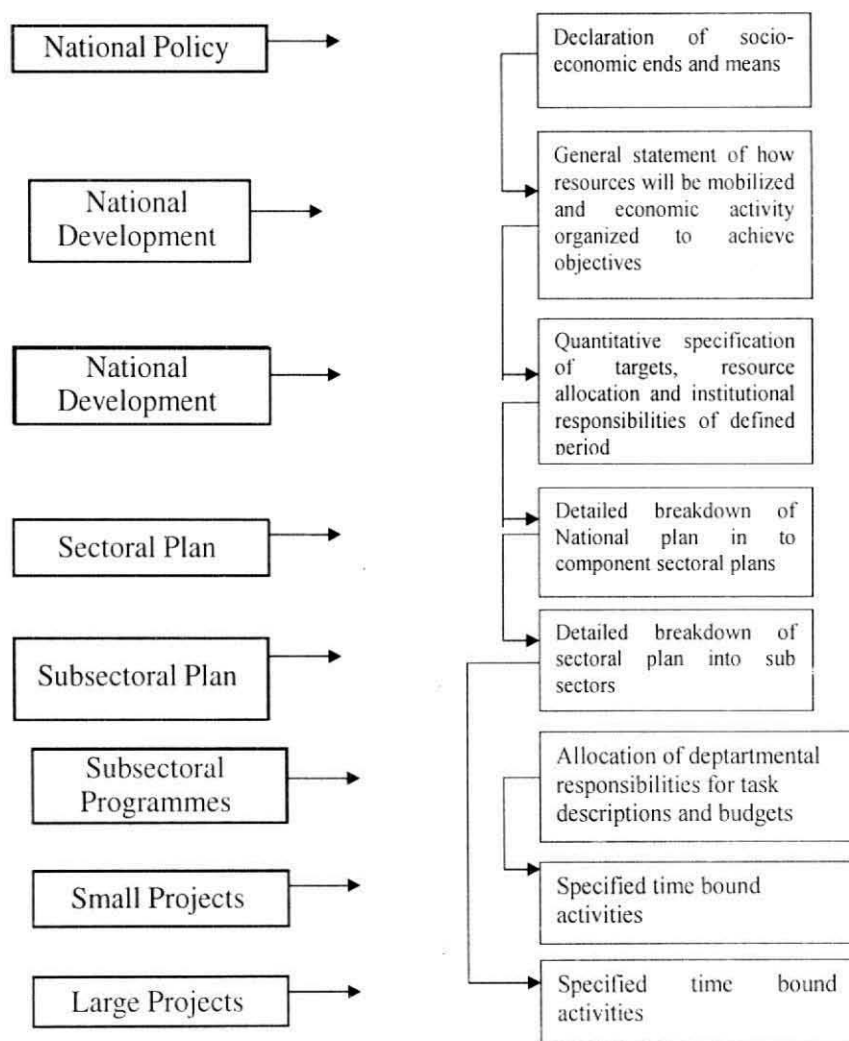 National Policy
Declaration of socio-
economic ends and means
National
Development
General statement of how
resources will be mobilized
and economic activity
organized to achieve
objectives
National
Development
Quantitative specification
of targets, resource
allocation and institutional
responsibilities of defined
period
Sectoral Plan
Detailed breakdown of
National plan in to
component sectoral plans
Subsectoral Plan
Detailed breakdown of
sectoral plan into sub
sectors
Subsectoral
Programmes
Allocation of deptartmental
responsibilities for task
descriptions and budgets
Small Projects
Specified time bound
activities
Large Projects
Specified time bound
activities